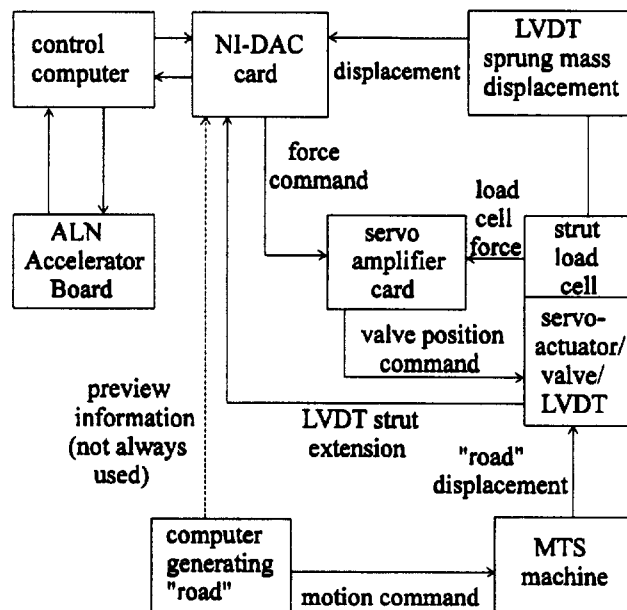 control
computer
NI-DAC
card
LVDT
sprung mass
displacement
displacement
force
command
load
cell
force
ALN
Accelerator
Board
servo
amplifier
card
strut
load
cell
servo-
actuator/
valve/
LVDT
valve position
command
preview
information
(not always
used)
LVDT strut
extension
"road"
displacement
computer
generating
"road"
motion command
MTS
machine